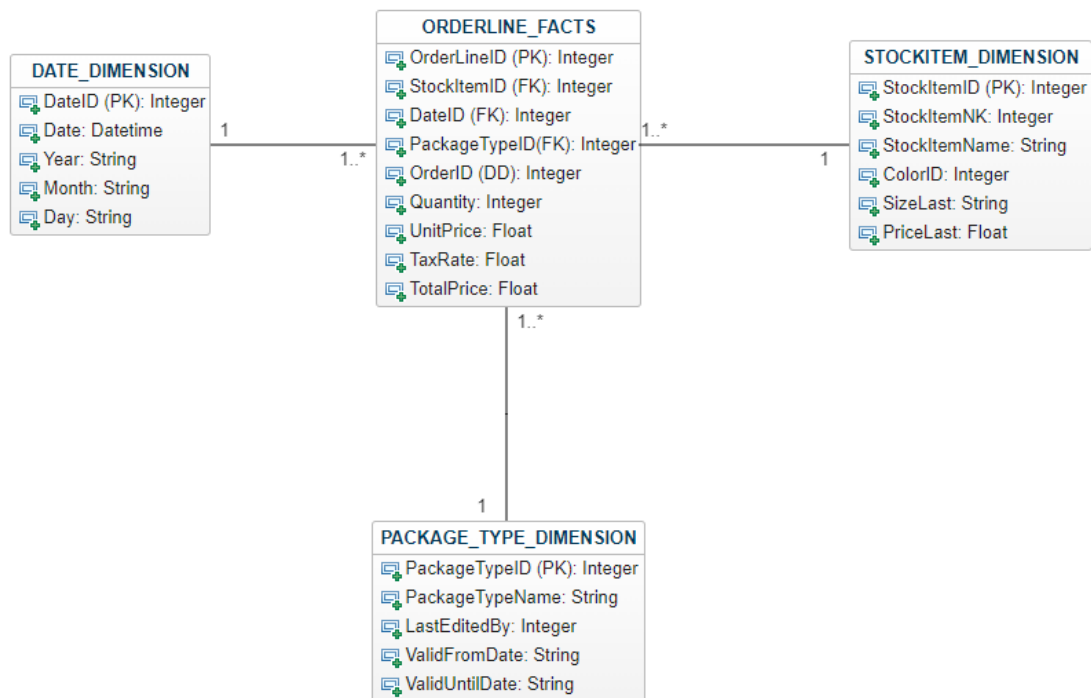 ORDERLINE_FACTS
OrderLineID (PK): Integer
StockItemID (FK): Integer
DateID (FK): Integer
PackageTypeID(FK): Integer
OrderID (DD): Integer
Quantity: Integer
UnitPrice: Float
TaxRate: Float
TotalPrice: Float
DATE_DIMENSION
DateID (PK): Integer
Date: Datetime
Year: String
Month: String
Day: String
1
1..*
1..*
1
STOCKITEM_DIMENSION
StockItemID (PK): Integer
StockItemNK: Integer
StockItemName: String
ColorID: Integer
SizeLast: String
PriceLast: Float
1..*
1
PACKAGE_TYPE_DIMENSION
PackageTypeID (PK): Integer
PackageTypeName: String
LastEditedBy: Integer
ValidFromDate: String
ValidUntilDate: String